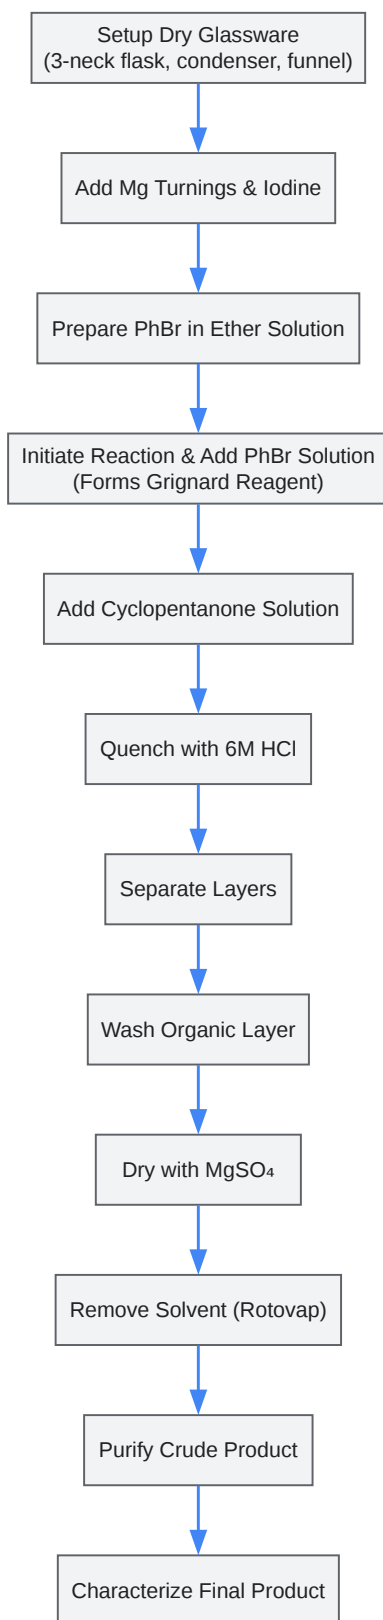 Setup Dry Glassware
(3-neck flask, condenser, funnel)
Add Mg Turnings & Iodine
Prepare PhBr in Ether Solution
Initiate Reaction & Add PhBr Solution
(Forms Grignard Reagent)
Add Cyclopentanone Solution
Quench with 6M HCl
Separate Layers
Wash Organic Layer
Dry with MgSO₄
Remove Solvent (Rotovap)
Purify Crude Product
Characterize Final Product